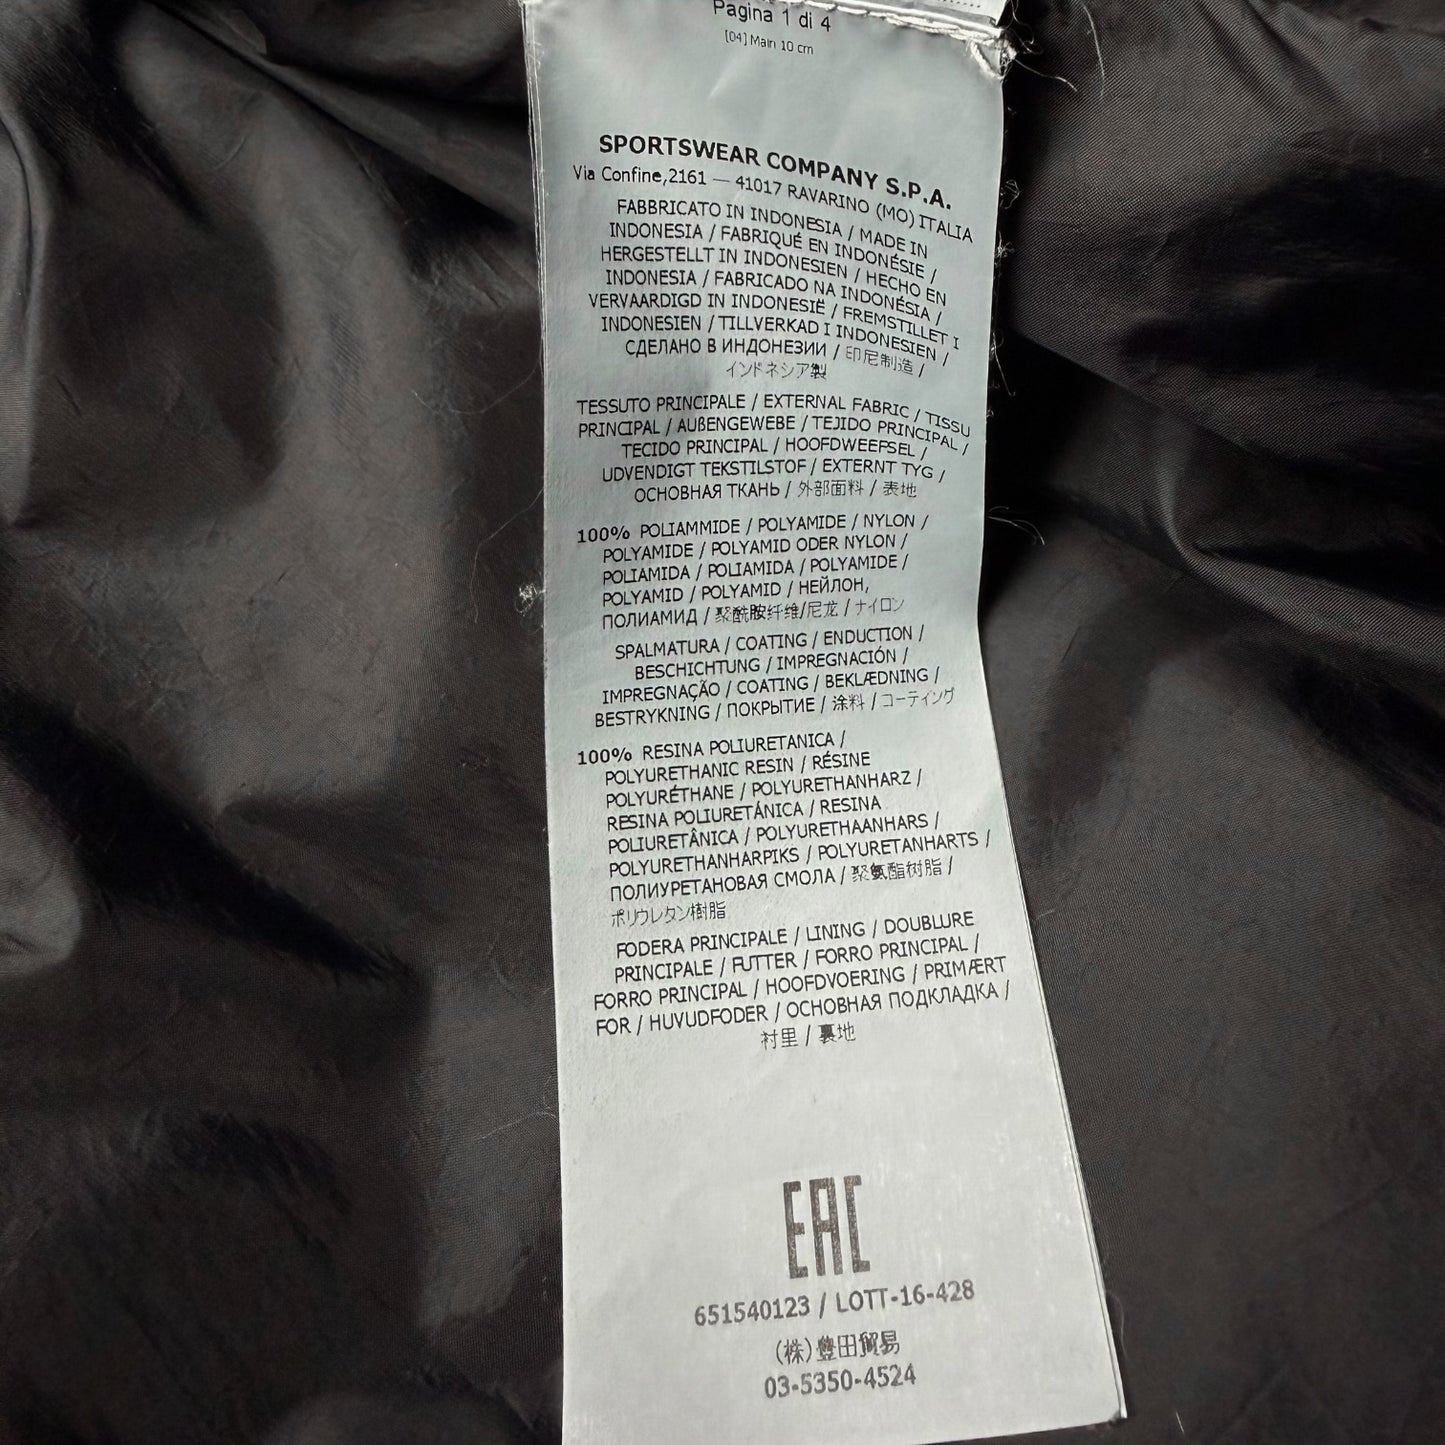 Pagina 1 di 4
[04] Main 10 cm
SPORTSWEAR COMPANY S.P.A.
Via Confine,2161 — 41017 RAVARINO (MO) ITALIA
FABBRICATO IN INDONESIA / MADE IN
INDONESIA / FABRIQUÉ EN INDONÉSIE /
HERGESTELLT IN INDONESIEN / HECHO EN
INDONESIA / FABRICADO NA INDONÉSIA /
VERVAARDIGD IN INDONESIË / FREMSTILLET I
INDONESIEN / TILLVERKAD I INDONESIEN /
СДЕЛАНО В ИНДОНЕЗИИ / 印尼制造 /
インドネシア製
TESSUTO PRINCIPALE / EXTERNAL FABRIC / TISSU
PRINCIPAL / AUßENGEWEBE / TEJIDO PRINCIPAL /
TECIDO PRINCIPAL / HOOFDWEEFSEL /
UDVENDIGT TEKSTILSTOF / EXTERNT TYG /
ОСНОВНАЯ ТКАНЬ / 外部面料 / 表地
100% POLIAMMIDE / POLYAMIDE / NYLON /
POLYAMIDE / POLYAMID ODER NYLON /
POLIAMIDA / POLIAMIDA / POLYAMIDE /
POLYAMID / POLYAMID / НЕЙЛОН,
ПОЛИАМИД / 聚酰胺纤维/尼龙 / ナイロン
SPALMATURA / COATING / ENDUCTION /
BESCHICHTUNG / IMPREGNACIÓN /
IMPREGNAÇÃO / COATING / BEKLÆDNING /
BESTRYKNING / ПОКРЫТИЕ / 涂料 / コーティング
100% RESINA POLIURETANICA /
POLYURETHANIC RESIN / RÉSINE
POLYURÉTHANE / POLYURETHANHARZ /
RESINA POLIURETÁNICA / RESINA
POLIURETÂNICA / POLYURETHAANHARS /
POLYURETHANHARPIKS / POLYURETANHARTS /
ПОЛИУРЕТАНОВАЯ СМОЛА / 聚氨酯树脂 /
ポリウレタン樹脂
FODERA PRINCIPALE / LINING / DOUBLURE
PRINCIPALE / FUTTER / FORRO PRINCIPAL /
FORRO PRINCIPAL / HOOFDVOERING / PRIMÆRT
FOR / HUVUDFODER / ОСНОВНАЯ ПОДКЛАДКА /
衬里 / 裏地
EAC
651540123 / LOTT-16-428
(株)豊田貿易
03-5350-4524